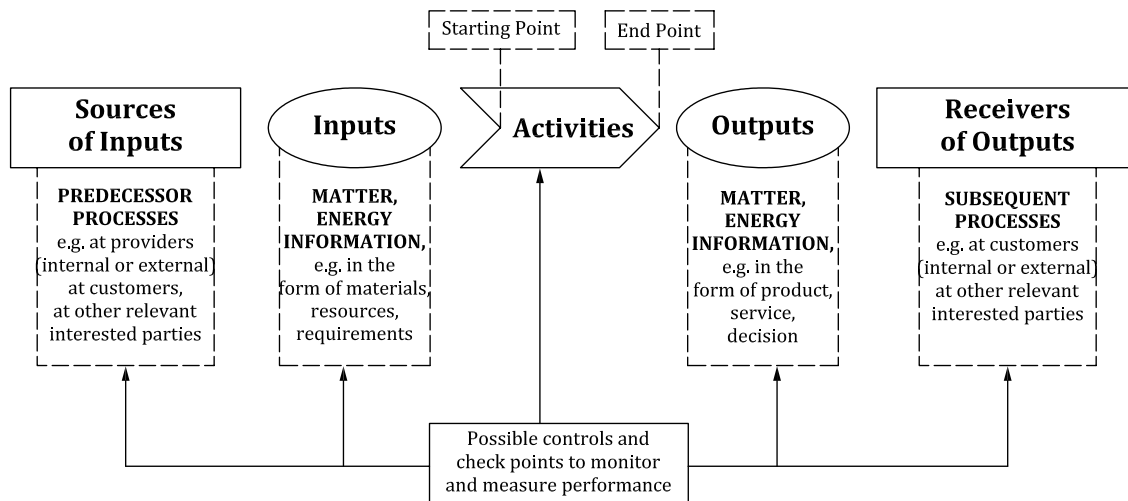 Starting Point
End Point
Sources
of Inputs
Inputs
Activities
Outputs
Receivers
of Outputs
PREDECESSOR
PROCESSES
e.g. at providers
(internal or external)
at customers,
at other relevant
interested parties
MATTER,
ENERGY
INFORMATION,
e.g. in the
form of materials,
resources,
requirements
MATTER,
ENERGY
INFORMATION,
e.g. in the
form of product,
service,
decision
SUBSEQUENT
PROCESSES
e.g. at customers
(internal or external)
at other relevant
interested parties
Possible controls and
check points to monitor
and measure performance